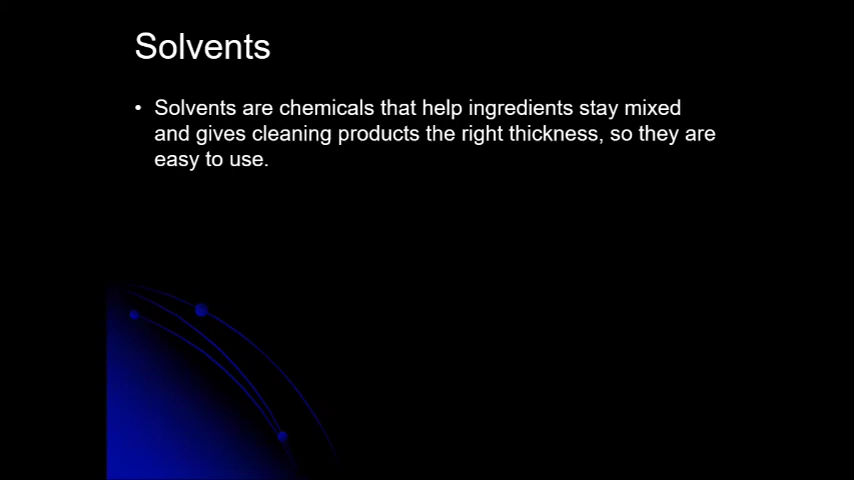 Solvents
• Solvents are chemicals that help ingredients stay mixed
and gives cleaning products the right thickness, so they are
easy to use.